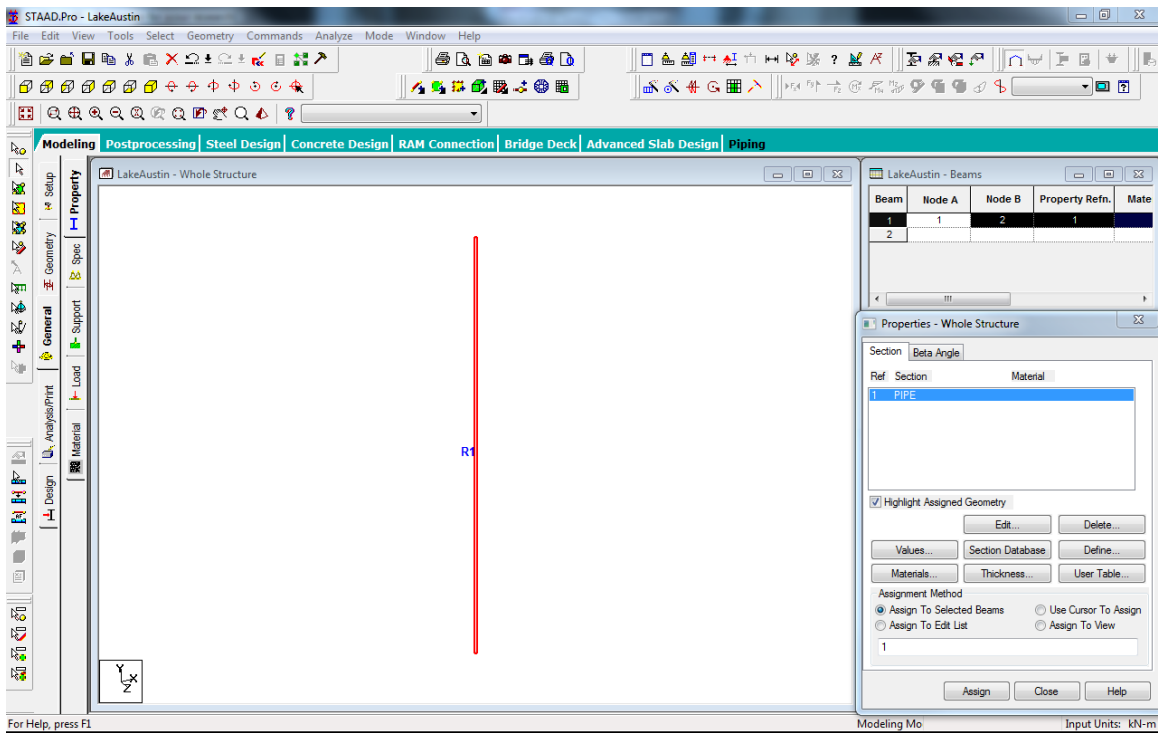 STAAD.Pro - LakeAustin
File Edit View Tools Select Geometry Commands Analyze Mode Window Help
Modeling Postprocessing Steel Design Concrete Design RAM Connection Bridge Deck Advanced Slab Design Piping
Setup
Geometry
General
Analysis/Print
Design
Property
Spec
Support
Load
Material
LakeAustin - Whole Structure
R1
Y
X
Z
LakeAustin - Beams
Beam Node A Node B Property Refn. Mate
1 1 2 1
2
Properties - Whole Structure
Section Beta Angle
Ref Section Material
1 PIPE
Highlight Assigned Geometry
Edit... Delete...
Values... Section Database Define...
Materials... Thickness... User Table...
Assignment Method
Assign To Selected Beams Use Cursor To Assign
Assign To Edit List Assign To View
1
Assign Close Help
For Help, press F1 Modeling Mo Input Units: kN-m